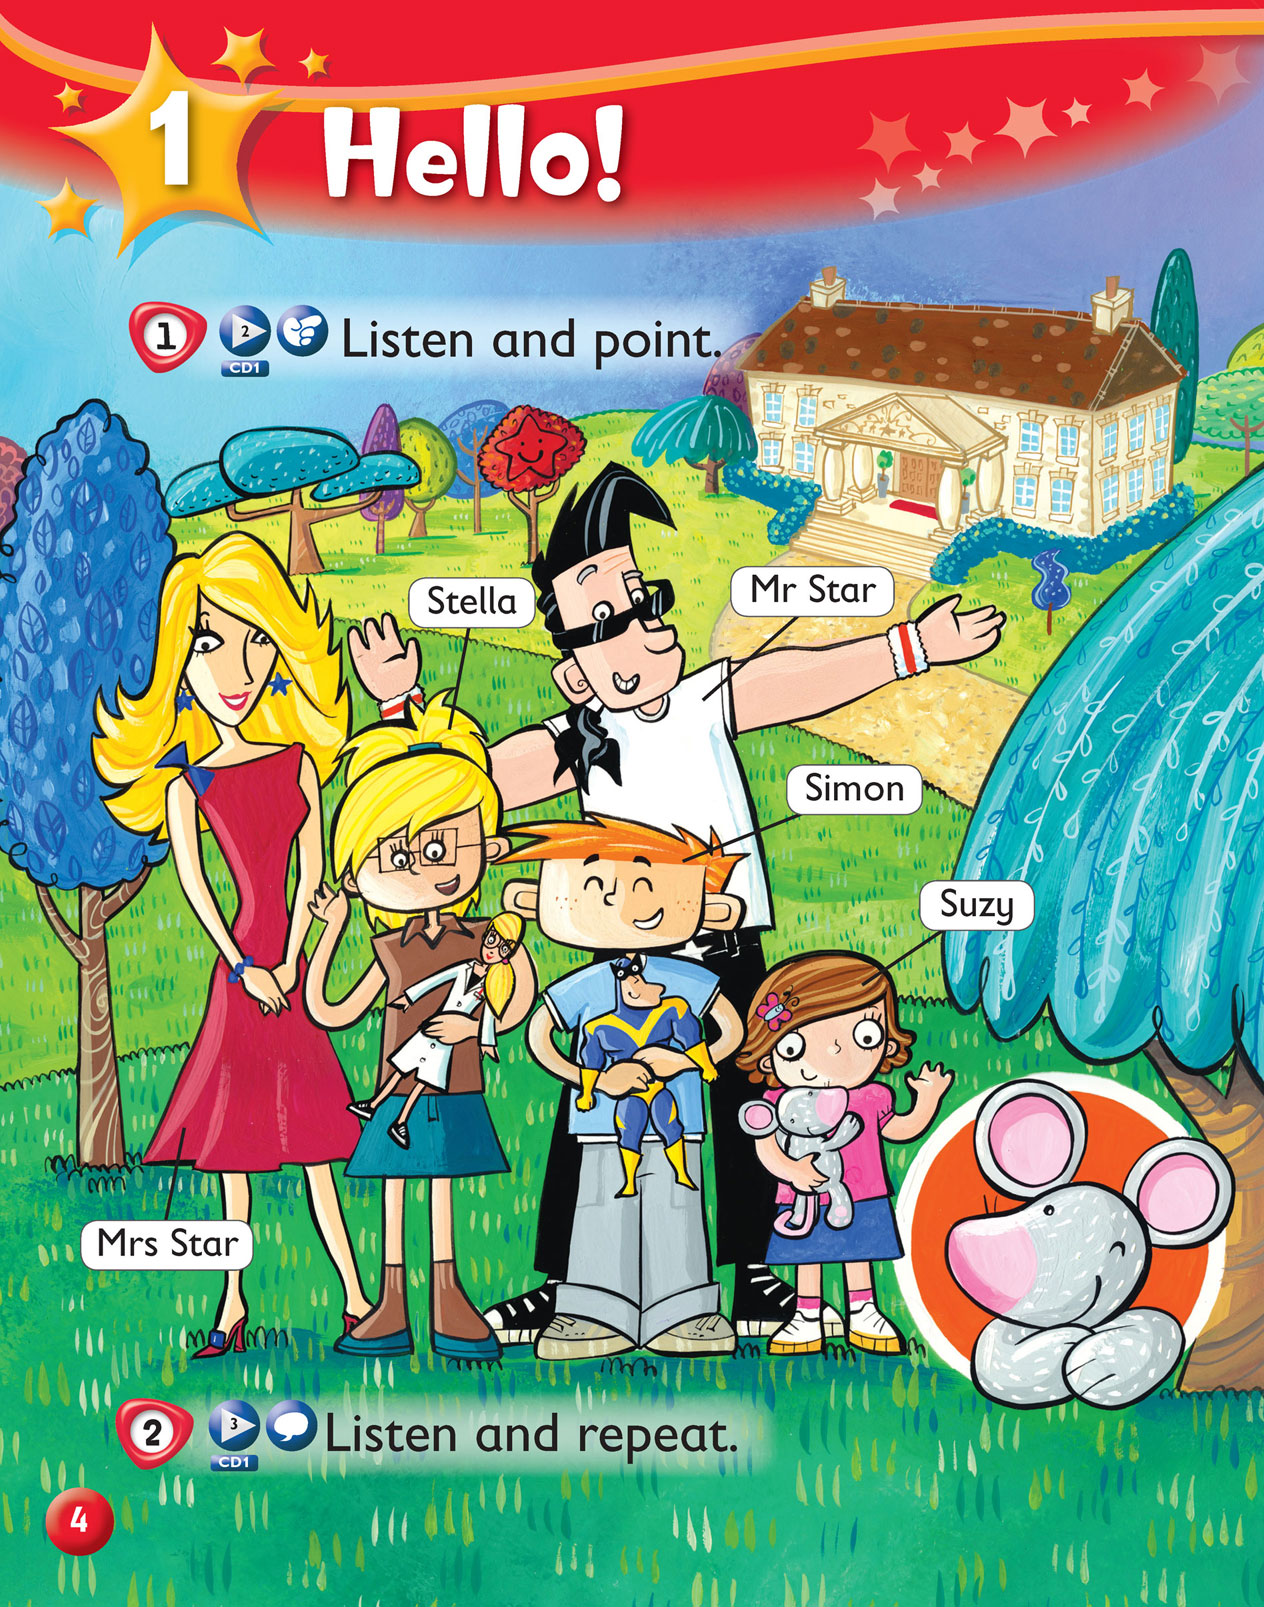 1 Hello!
1 2 CD1 Listen and point.
Stella
Mr Star
Simon
Suzy
Mrs Star
2 3 CD1 Listen and repeat.
4